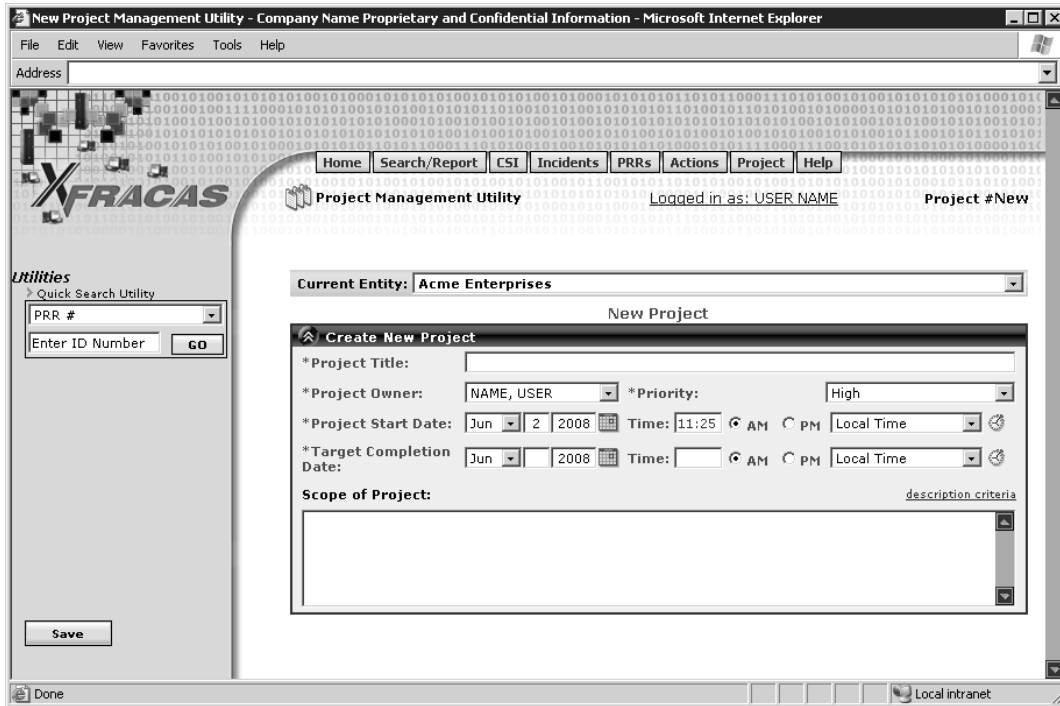 New Project Management Utility - Company Name Proprietary and Confidential Information - Microsoft Internet Explorer
File Edit View Favorites Tools Help
Address
XFRACAS
Home Search/Report CSI Incidents PRRs Actions Project Help
Project Management Utility Logged in as: USER NAME Project #New
Utilities
Quick Search Utility
PRR #
Enter ID Number GO
Current Entity: Acme Enterprises
New Project
Create New Project
*Project Title:
*Project Owner: NAME, USER *Priority: High
*Project Start Date: Jun 2 2008 Time: 11:25 AM PM Local Time
*Target Completion Date: Jun 2008 Time: AM PM Local Time
Scope of Project: description criteria
Save
Done Local intranet